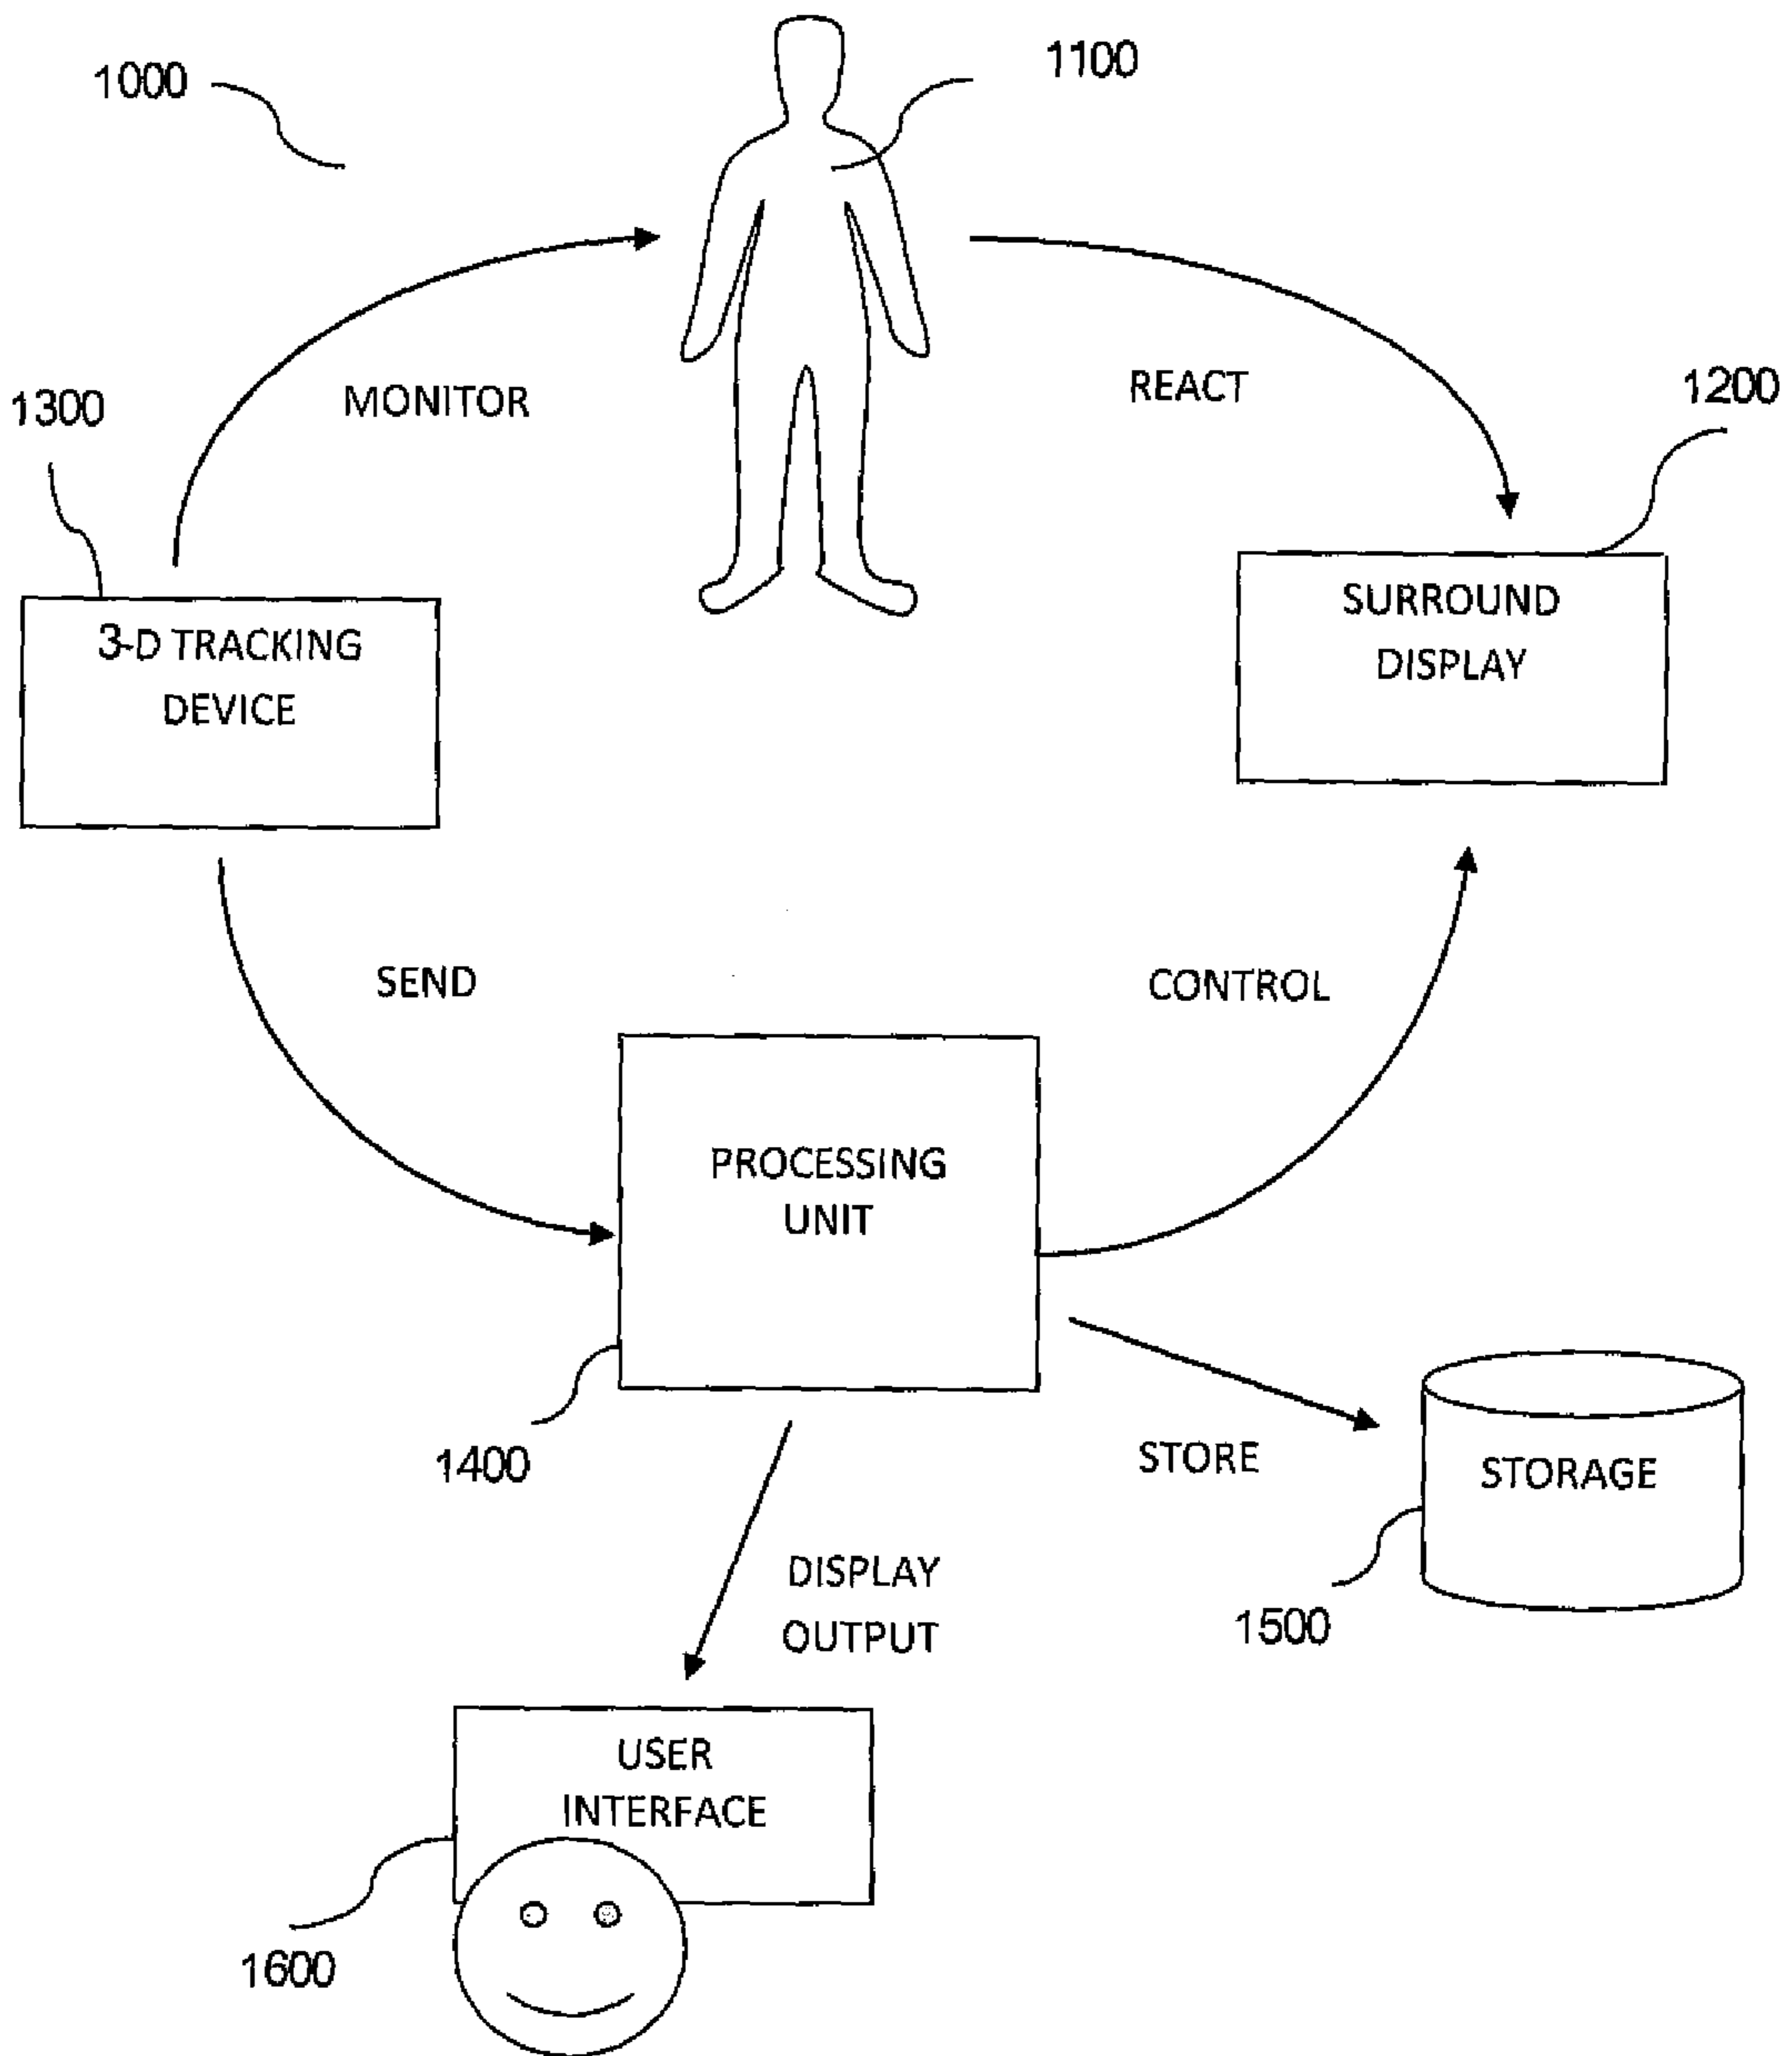 1000
1100
MONITOR
REACT
1300
1200
3-D TRACKING
DEVICE
SURROUND
DISPLAY
SEND
CONTROL
PROCESSING
UNIT
1400
STORE
STORAGE
DISPLAY
OUTPUT
1500
USER
INTERFACE
1600